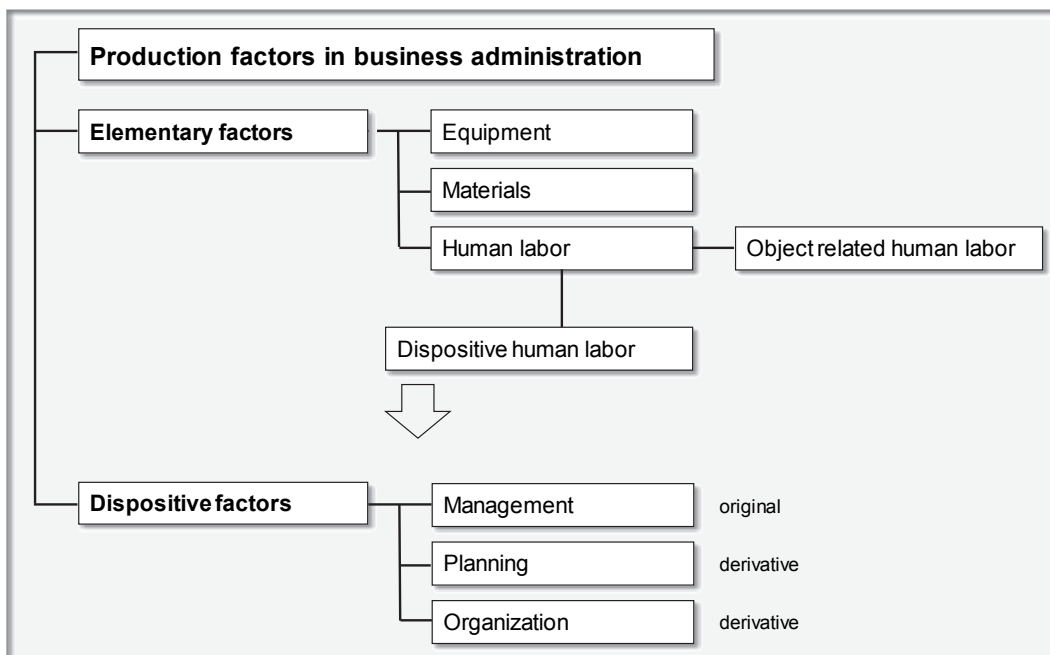 Production factors in business administration
Elementary factors
Equipment
Materials
Human labor
Object related human labor
Dispositive human labor
Dispositive factors
Management
original
Planning
derivative
Organization
derivative